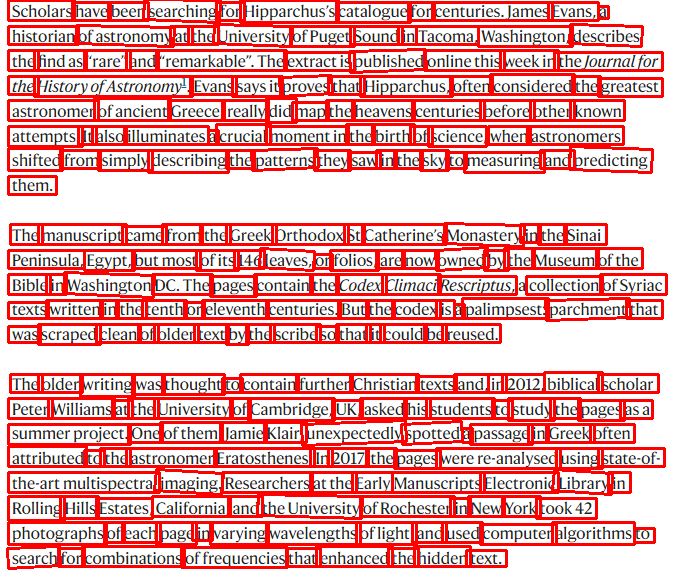 Scholars have been searching for Hipparchus's catalogue for centuries. James Evans, a
historian of astronomy at the University of Puget Sound in Tacoma, Washington, describes
the find as "rare" and "remarkable". The extract is published online this week in the Journal for
the History of Astronomy¹. Evans says it proves that Hipparchus, often considered the greatest
astronomer of ancient Greece, really did map the heavens centuries before other known
attempts. It also illuminates a crucial moment in the birth of science, when astronomers
shifted from simply describing the patterns they saw in the sky to measuring and predicting
them.
The manuscript came from the Greek Orthodox St Catherine's Monastery in the Sinai
Peninsula, Egypt, but most of its 146 leaves, or folios, are now owned by the Museum of the
Bible in Washington DC. The pages contain the Codex Climaci Rescriptus, a collection of Syriac
texts written in the tenth or eleventh centuries. But the codex is a palimpsest: parchment that
was scraped clean of older text by the scribe so that it could be reused.
The older writing was thought to contain further Christian texts and, in 2012, biblical scholar
Peter Williams at the University of Cambridge, UK, asked his students to study the pages as a
summer project. One of them, Jamie Klair, unexpectedly spotted a passage in Greek often
attributed to the astronomer Eratosthenes. In 2017, the pages were re-analysed using state-of-
the-art multispectral imaging. Researchers at the Early Manuscripts Electronic Library in
Rolling Hills Estates, California, and the University of Rochester in New York took 42
photographs of each page in varying wavelengths of light, and used computer algorithms to
search for combinations of frequencies that enhanced the hidden text.